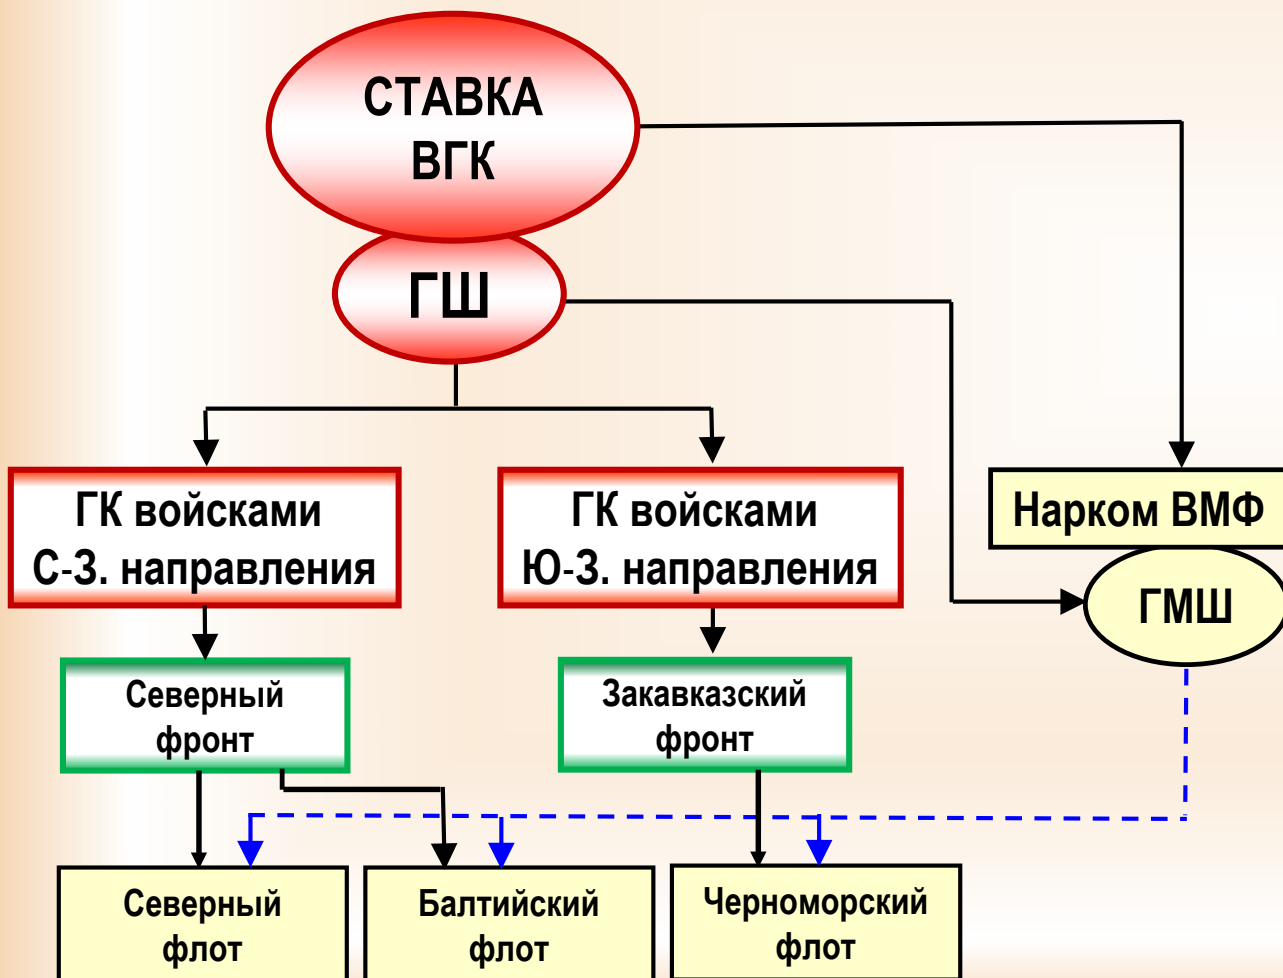 СТАВКА
ВГК
ГШ
ГК войсками
С-З. направления
ГК войсками
Ю-З. направления
Нарком ВМФ
ГМШ
Северный
фронт
Закавказский
фронт
Северный
флот
Балтийский
флот
Черноморский
флот